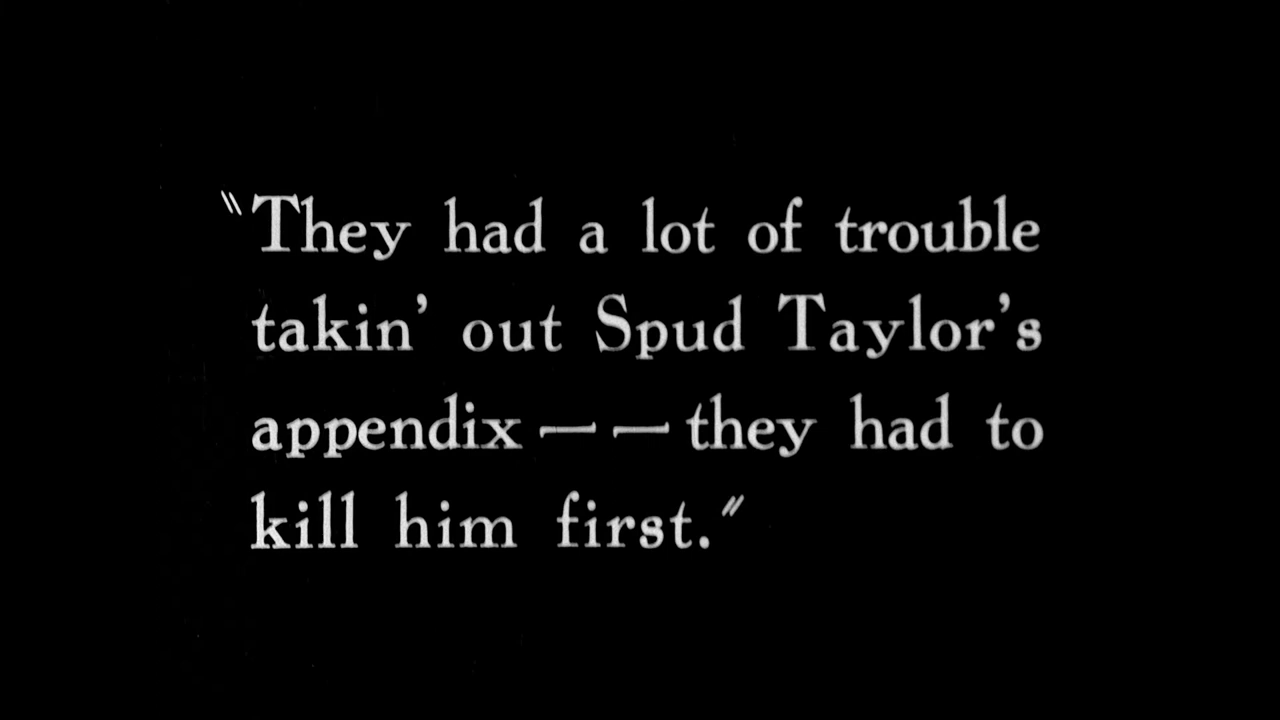 "They had a lot of trouble
takin' out Spud Taylor's
appendix — — they had to
kill him first."